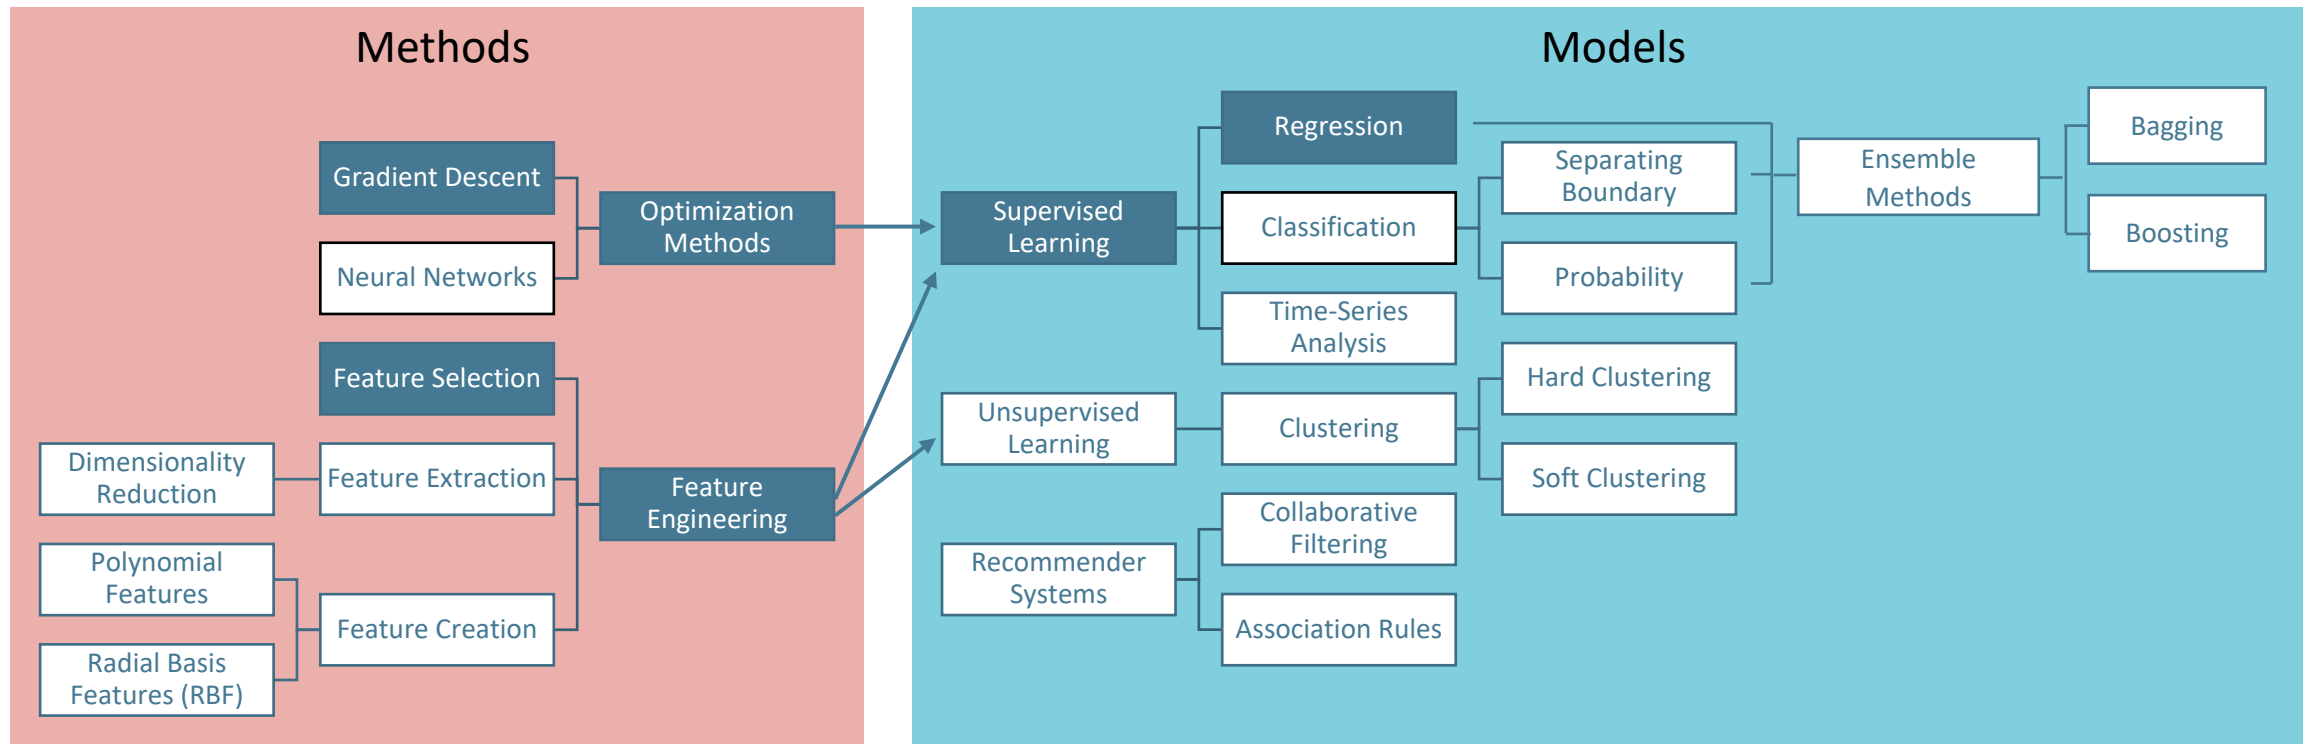 Methods
Gradient Descent
Neural Networks
Optimization
Methods
Feature Selection
Dimensionality
Reduction
Feature Extraction
Feature
Engineering
Polynomial
Features
Feature Creation
Radial Basis
Features (RBF)
Models
Supervised
Learning
Regression
Classification
Separating
Boundary
Probability
Time-Series
Analysis
Ensemble
Methods
Bagging
Boosting
Unsupervised
Learning
Clustering
Hard Clustering
Soft Clustering
Recommender
Systems
Collaborative
Filtering
Association Rules